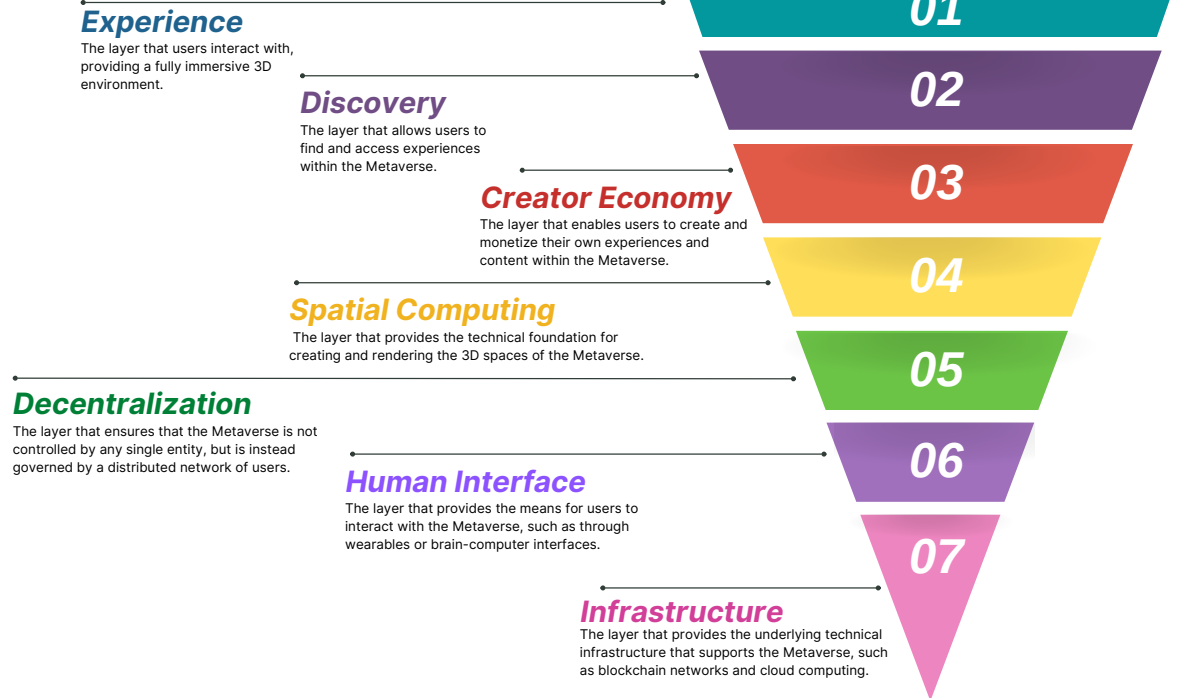 01
Experience
The layer that users interact with,
providing a fully immersive 3D
environment.
02
Discovery
The layer that allows users to
find and access experiences
within the Metaverse.
03
Creator Economy
The layer that enables users to create and
monetize their own experiences and
content within the Metaverse.
04
Spatial Computing
The layer that provides the technical foundation for
creating and rendering the 3D spaces of the Metaverse.
05
Decentralization
The layer that ensures that the Metaverse is not
controlled by any single entity, but is instead
governed by a distributed network of users.
06
Human Interface
The layer that provides the means for users to
interact with the Metaverse, such as through
wearables or brain-computer interfaces.
07
Infrastructure
The layer that provides the underlying technical
infrastructure that supports the Metaverse, such
as blockchain networks and cloud computing.